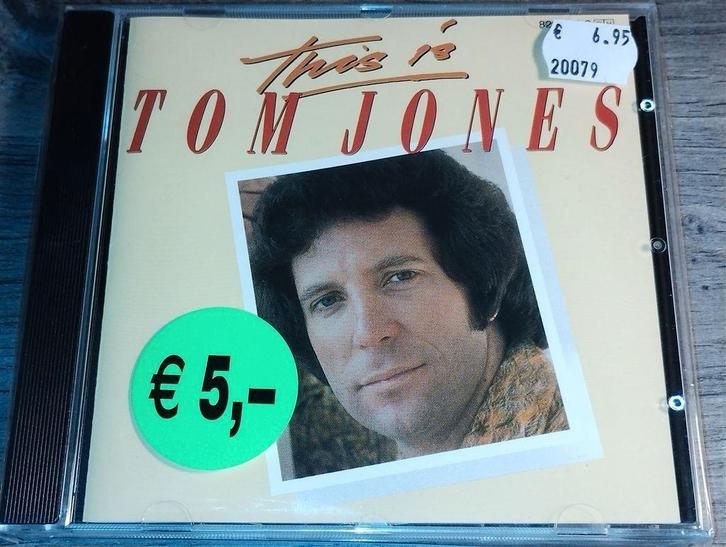 This is
TOM JONES
€ 6.95
20079
€ 5,-